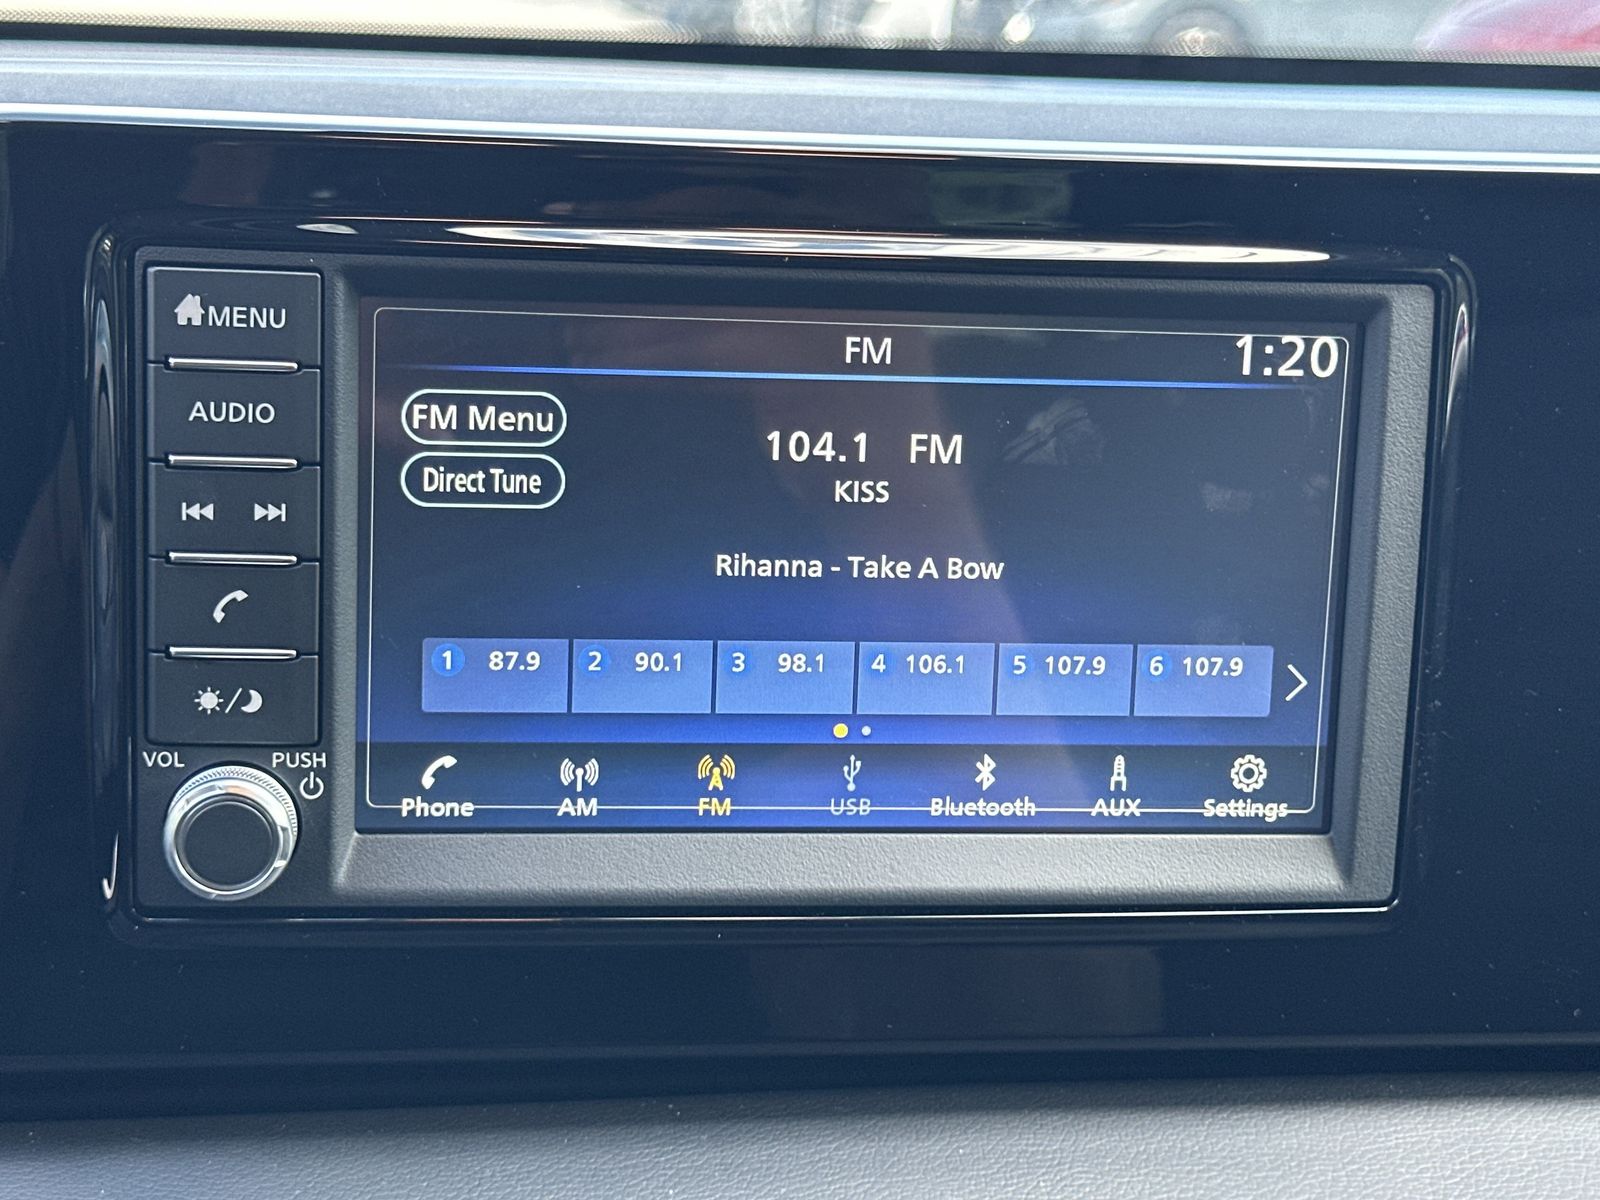 MENU
AUDIO
VOL
PUSH
FM
1:20
FM Menu
Direct Tune
104.1 FM
KISS
Rihanna - Take A Bow
1 87.9 2 90.1 3 98.1 4 106.1 5 107.9 6 107.9
Phone AM FM USB Bluetooth AUX Settings